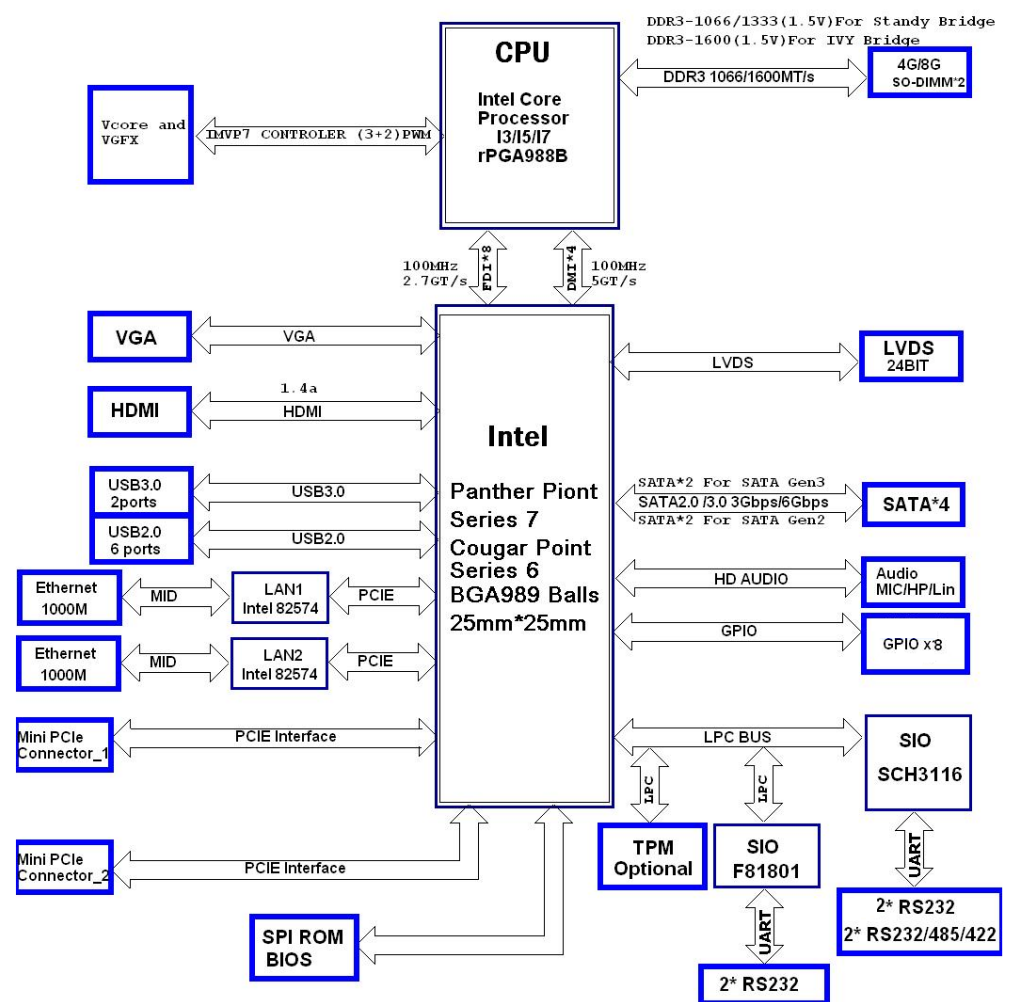 DDR3-1066/1333(1.5V)For Standy Bridge
DDR3-1600(1.5V)For IVY Bridge
CPU
Intel Core
Processor
I3/I5/I7
rPGA988B
DDR3 1066/1600MT/s
4G/8G
SO-DIMM*2
Vcore and
VGFX
IMVP7 CONTROLER (3+2)PWM
100MHz
2.7GT/s
FDI*8
DMI*4
100MHz
5GT/s
VGA
VGA
LVDS
LVDS
24BIT
HDMI
1.4a
HDMI
Intel
Panther Piont
Series 7
Cougar Point
Series 6
BGA989 Balls
25mm*25mm
USB3.0
2ports
USB3.0
USB2.0
6 ports
USB2.0
SATA*2 For SATA Gen3
SATA2.0 /3.0 3Gbps/6Gbps
SATA*2 For SATA Gen2
SATA*4
Ethernet
1000M
MID
LAN1
Intel 82574
PCIE
HD AUDIO
Audio
MIC/HP/Lin
GPIO
GPIO x*8
Ethernet
1000M
MID
LAN2
Intel 82574
PCIE
Mini PCIe
Connector_1
PCIE Interface
LPC BUS
SIO
SCH3116
LPC
LPC
TPM
Optional
SIO
F81801
UART
2* RS232
2* RS232/485/422
Mini PCIe
Connector_2
PCIE Interface
SPI ROM
BIOS
UART
2* RS232